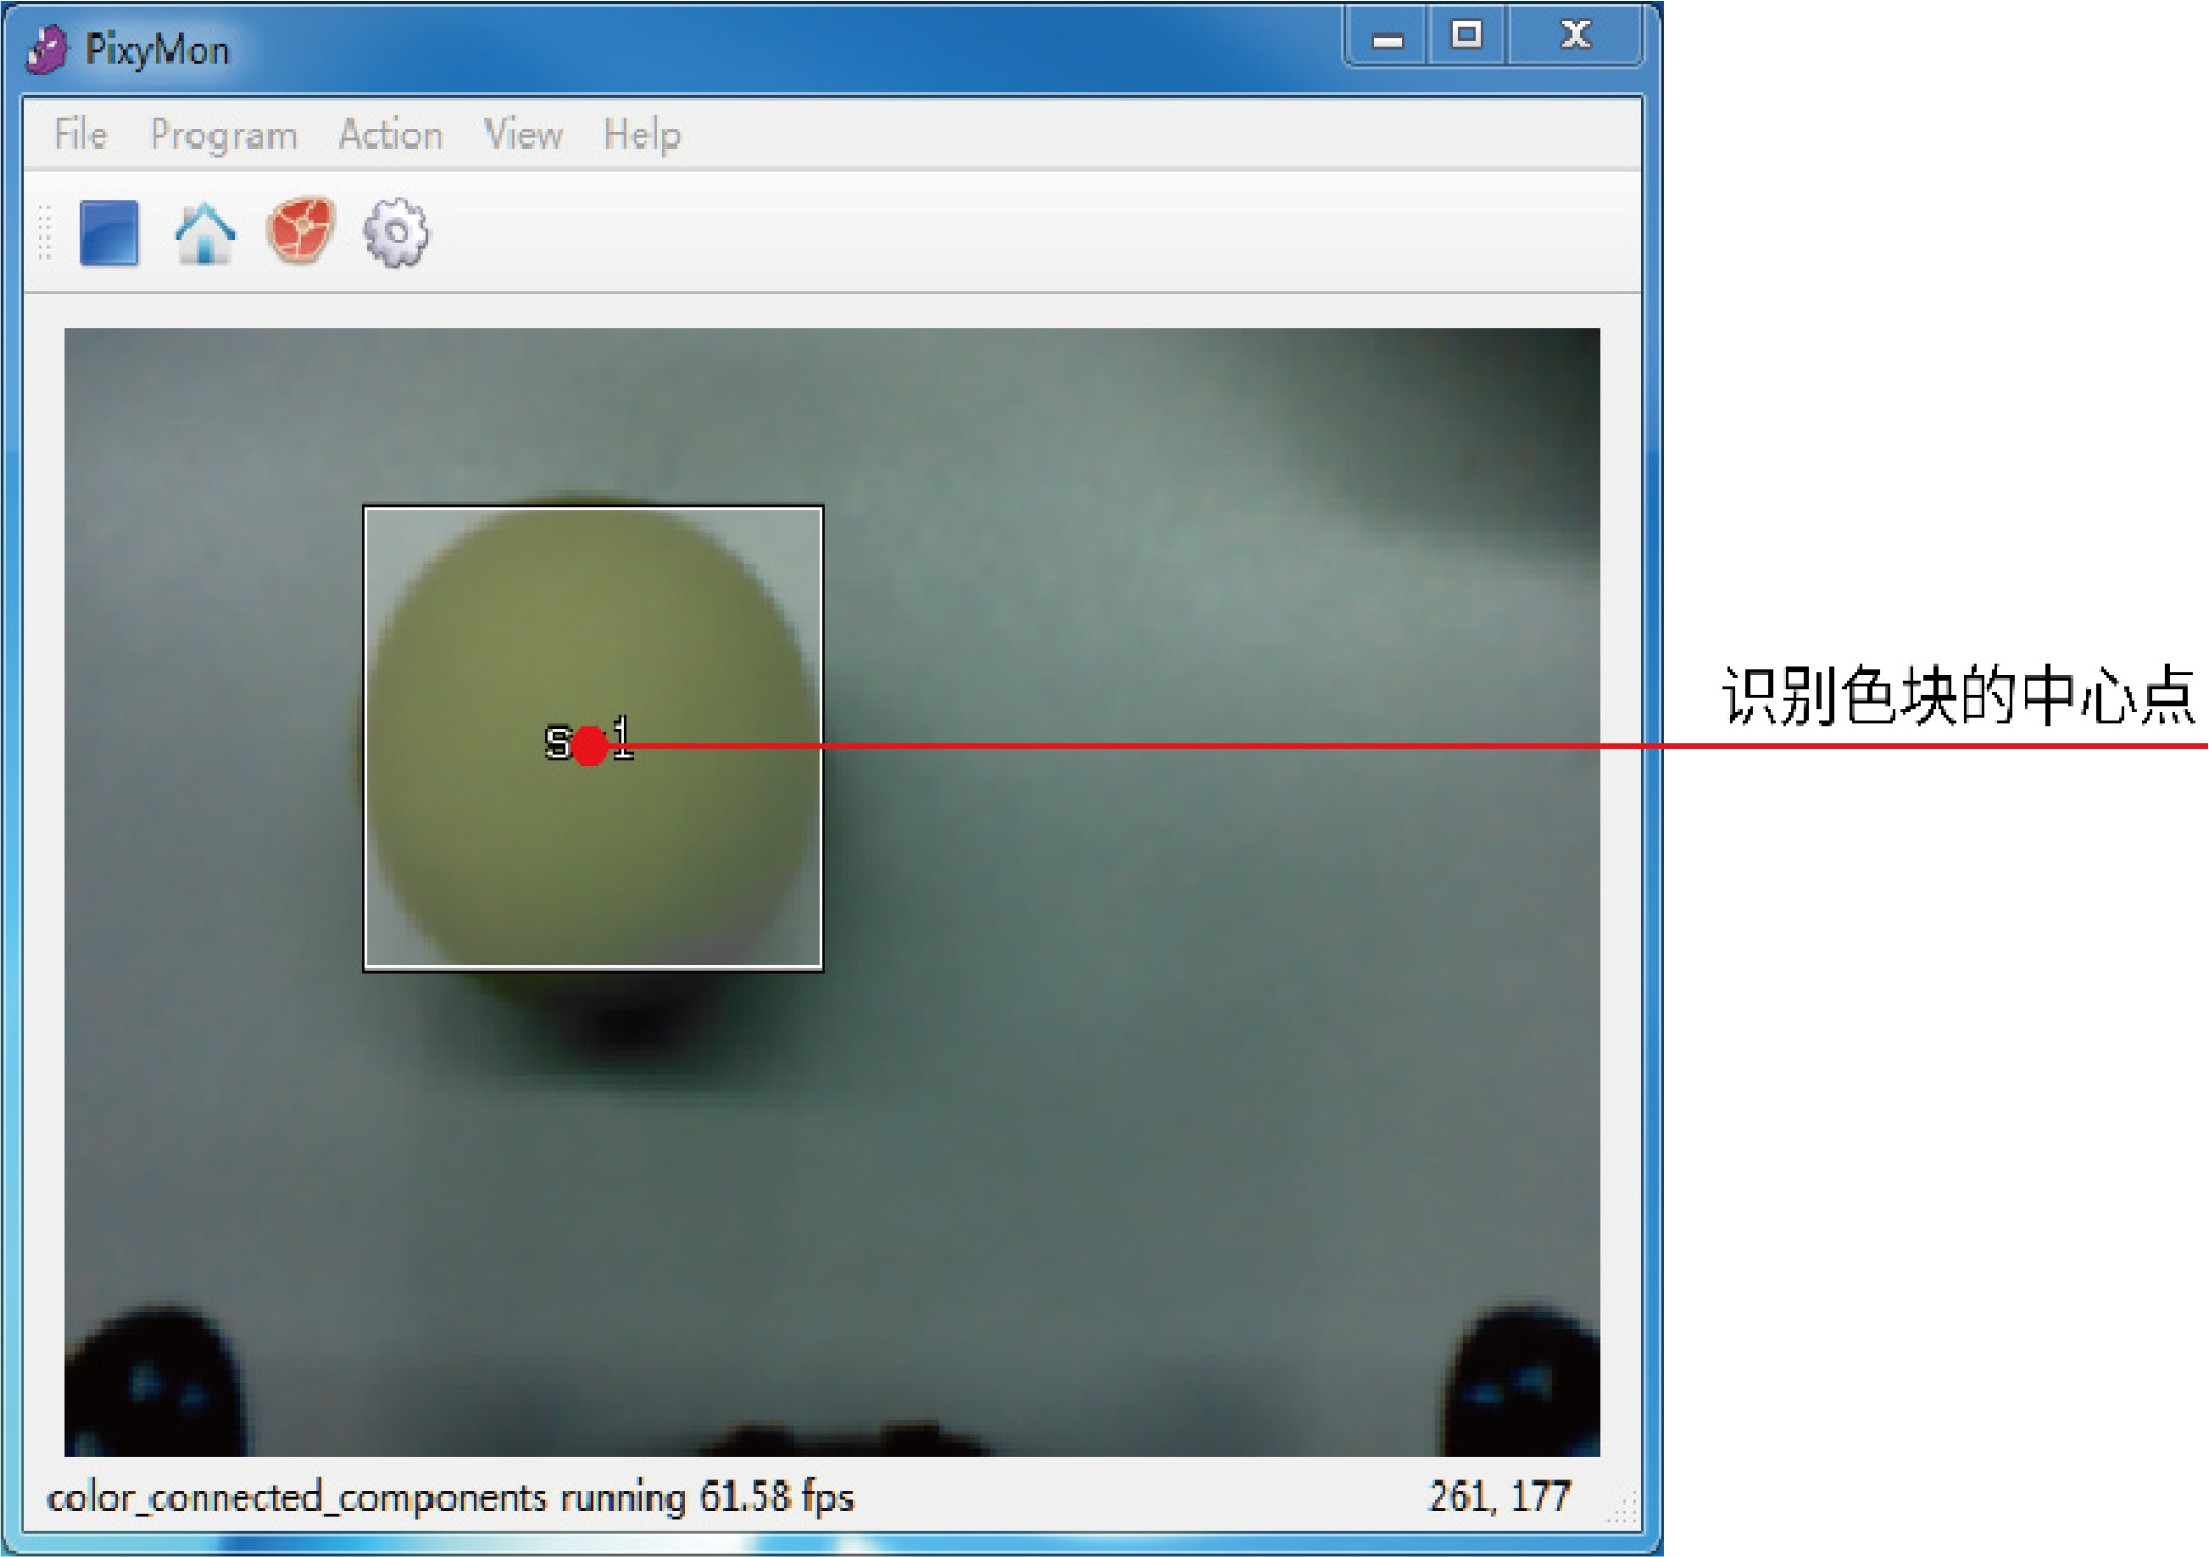 PixyMon
File Program Action View Help
识别色块的中心点
color_connected_components running 61.58 fps 261, 177